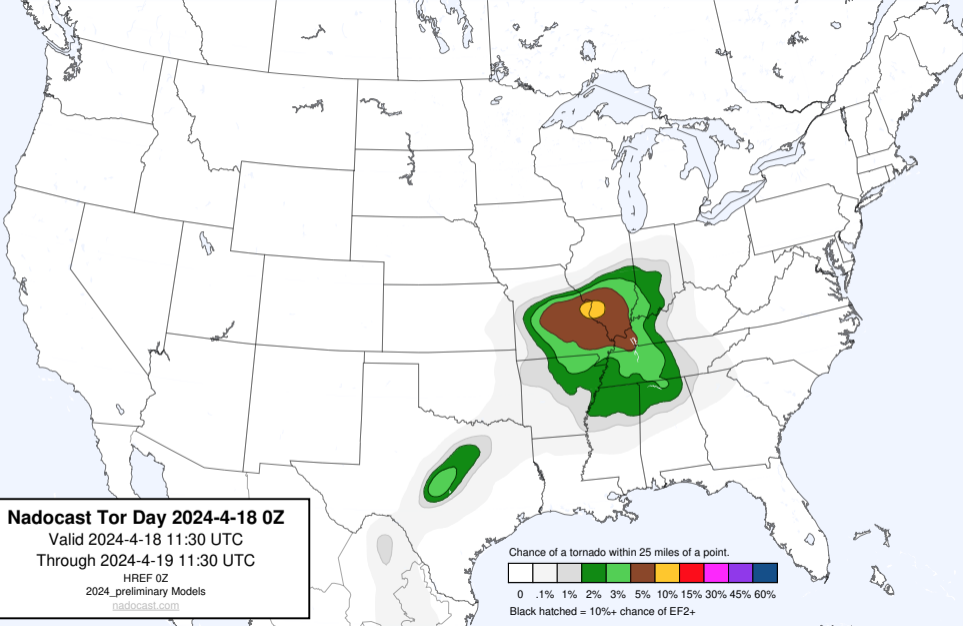 Nadocast Tor Day 2024-4-18 0Z
Valid 2024-4-18 11:30 UTC
Through 2024-4-19 11:30 UTC
HREF 0Z
2024_preliminary Models
nadocast.com
Chance of a tornado within 25 miles of a point.
0 .1% 1% 2% 3% 5% 10% 15% 30% 45% 60%
Black hatched = 10%+ chance of EF2+